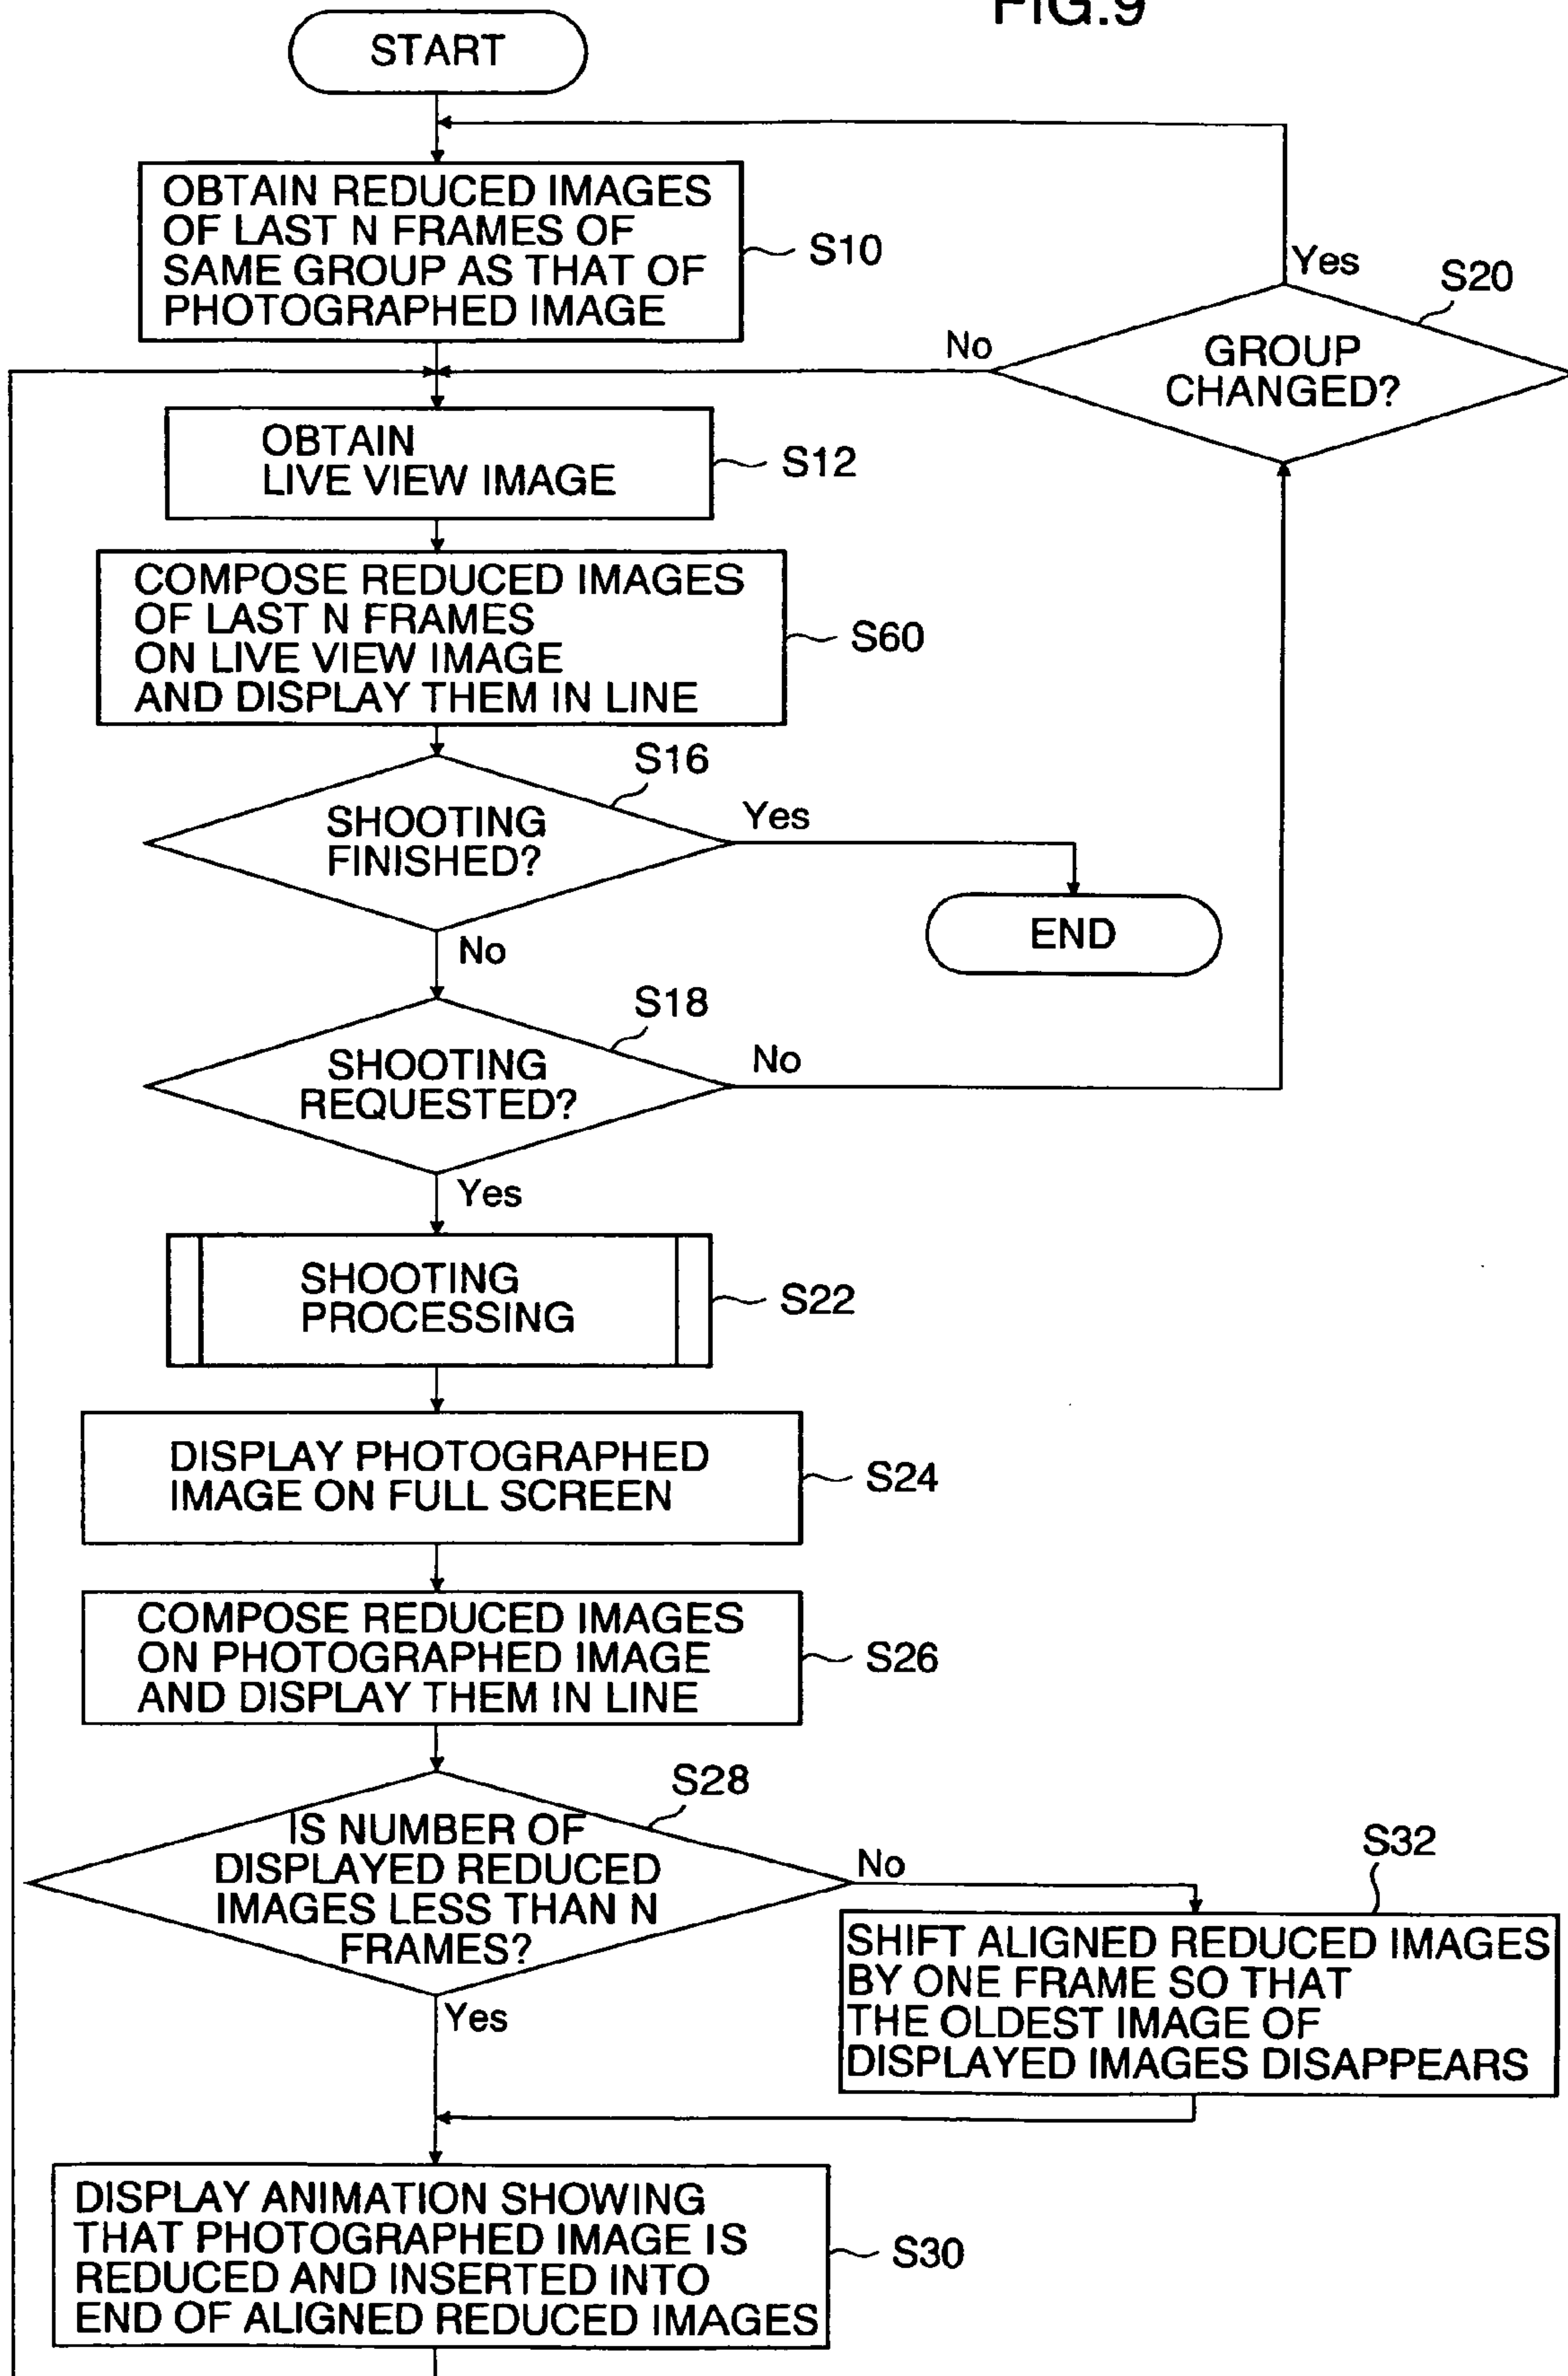 FIG.9
START
OBTAIN REDUCED IMAGES
OF LAST N FRAMES OF
SAME GROUP AS THAT OF
PHOTOGRAPHED IMAGE
S10
Yes
S20
GROUP
CHANGED?
No
OBTAIN
LIVE VIEW IMAGE
S12
COMPOSE REDUCED IMAGES
OF LAST N FRAMES
ON LIVE VIEW IMAGE
AND DISPLAY THEM IN LINE
S60
S16
SHOOTING
FINISHED?
Yes
END
No
S18
SHOOTING
REQUESTED?
No
Yes
SHOOTING
PROCESSING
S22
DISPLAY PHOTOGRAPHED
IMAGE ON FULL SCREEN
S24
COMPOSE REDUCED IMAGES
ON PHOTOGRAPHED IMAGE
AND DISPLAY THEM IN LINE
S26
S28
IS NUMBER OF
DISPLAYED REDUCED
IMAGES LESS THAN N
FRAMES?
No
S32
SHIFT ALIGNED REDUCED IMAGES
BY ONE FRAME SO THAT
THE OLDEST IMAGE OF
DISPLAYED IMAGES DISAPPEARS
Yes
DISPLAY ANIMATION SHOWING
THAT PHOTOGRAPHED IMAGE IS
REDUCED AND INSERTED INTO
END OF ALIGNED REDUCED IMAGES
S30